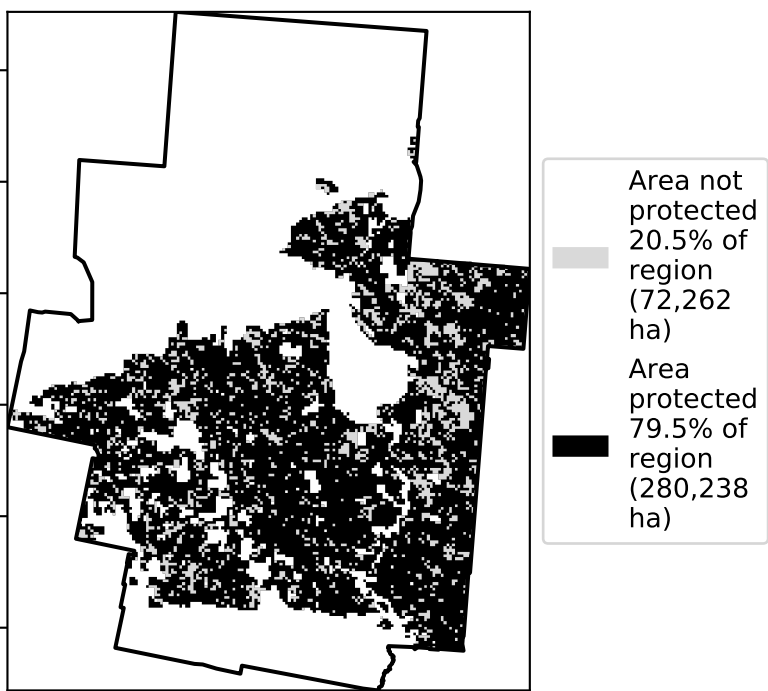 Area not
protected
20.5% of
region
(72,262
ha)
Area
protected
79.5% of
region
(280,238
ha)